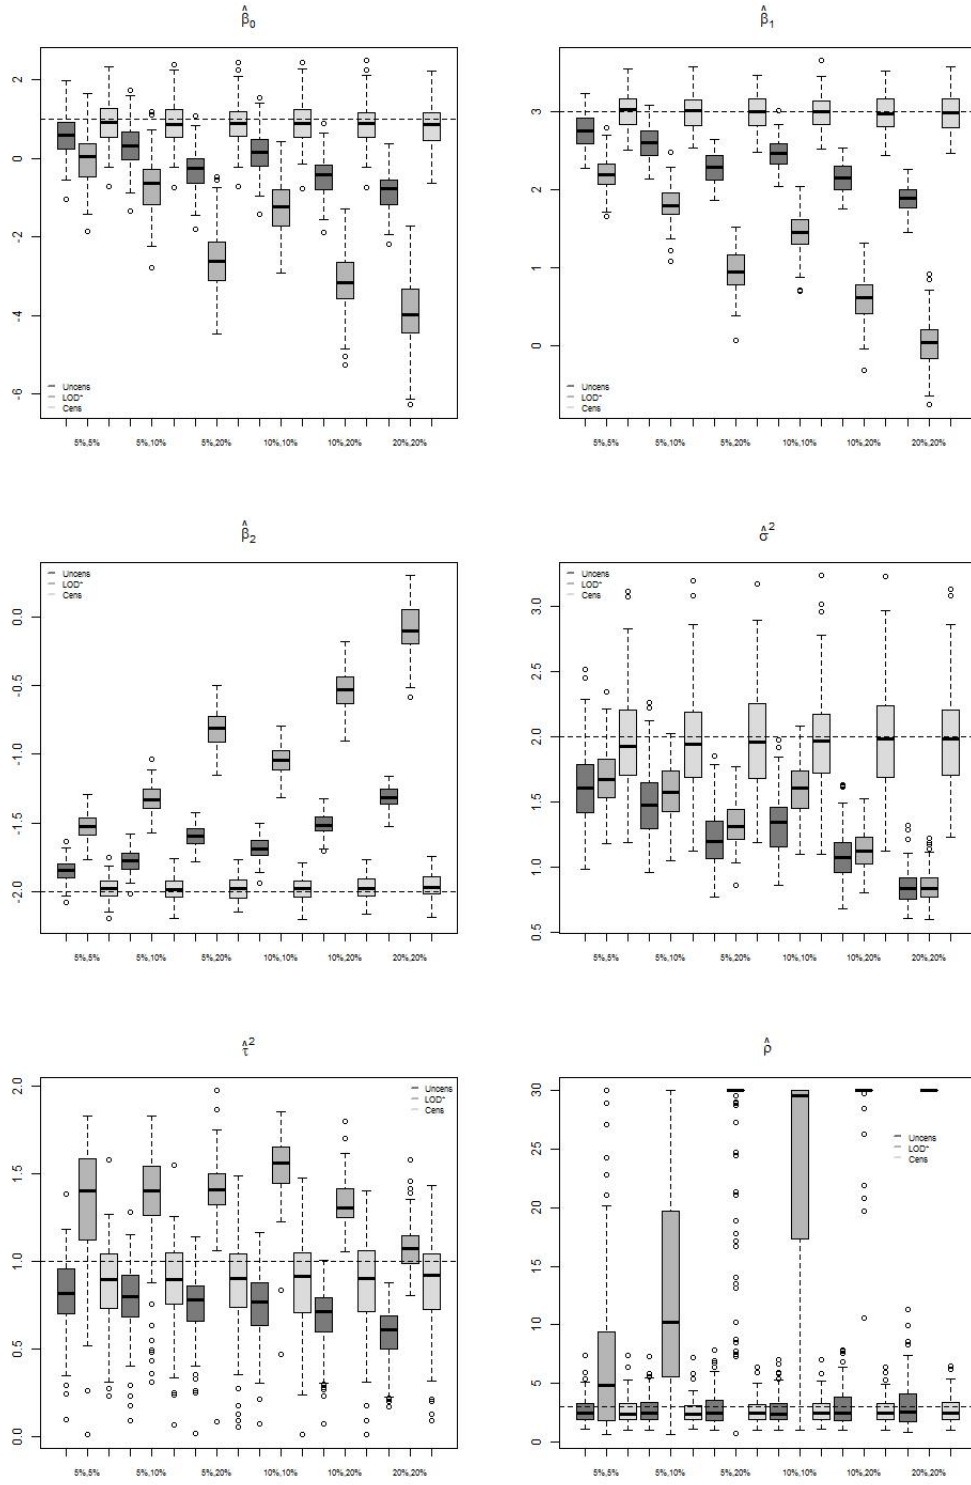 β̂₀
2
0
-2
-4
-6
Uncens
LOD*
Cens
5%,5% 5%,10% 5%,20% 10%,10% 10%,20% 20%,20%
β̂₁
3
2
1
0
Uncens
LOD*
Cens
5%,5% 5%,10% 5%,20% 10%,10% 10%,20% 20%,20%
β̂₂
0.0
-0.5
-1.0
-1.5
-2.0
Uncens
LOD*
Cens
5%,5% 5%,10% 5%,20% 10%,10% 10%,20% 20%,20%
σ̂²
3.0
2.5
2.0
1.5
1.0
0.5
Uncens
LOD*
Cens
5%,5% 5%,10% 5%,20% 10%,10% 10%,20% 20%,20%
τ̂²
2.0
1.5
1.0
0.5
0.0
Uncens
LOD*
Cens
5%,5% 5%,10% 5%,20% 10%,10% 10%,20% 20%,20%
ρ̂
30
25
20
15
10
5
0
Uncens
LOD*
Cens
5%,5% 5%,10% 5%,20% 10%,10% 10%,20% 20%,20%